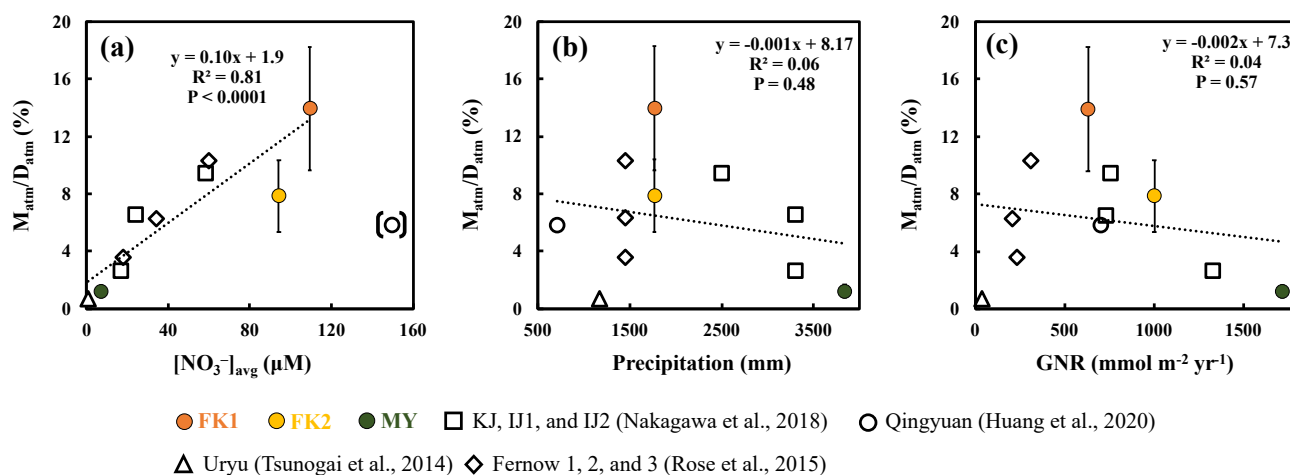 (a)
y = 0.10x + 1.9
R² = 0.81
P < 0.0001
20
16
12
8
4
0
Mₐₜₘ/Dₐₜₘ (%)
0 40 80 120 160
[NO₃⁻]ₐᵥg (µM)
(b)
y = -0.001x + 8.17
R² = 0.06
P = 0.48
20
16
12
8
4
0
Mₐₜₘ/Dₐₜₘ (%)
500 1500 2500 3500
Precipitation (mm)
(c)
y = -0.002x + 7.3
R² = 0.04
P = 0.57
20
16
12
8
4
0
Mₐₜₘ/Dₐₜₘ (%)
0 500 1000 1500
GNR (mmol m⁻² yr⁻¹)
FK1 FK2 MY KJ, IJ1, and IJ2 (Nakagawa et al., 2018) Qingyuan (Huang et al., 2020)
Uryu (Tsunogai et al., 2014) Fernow 1, 2, and 3 (Rose et al., 2015)